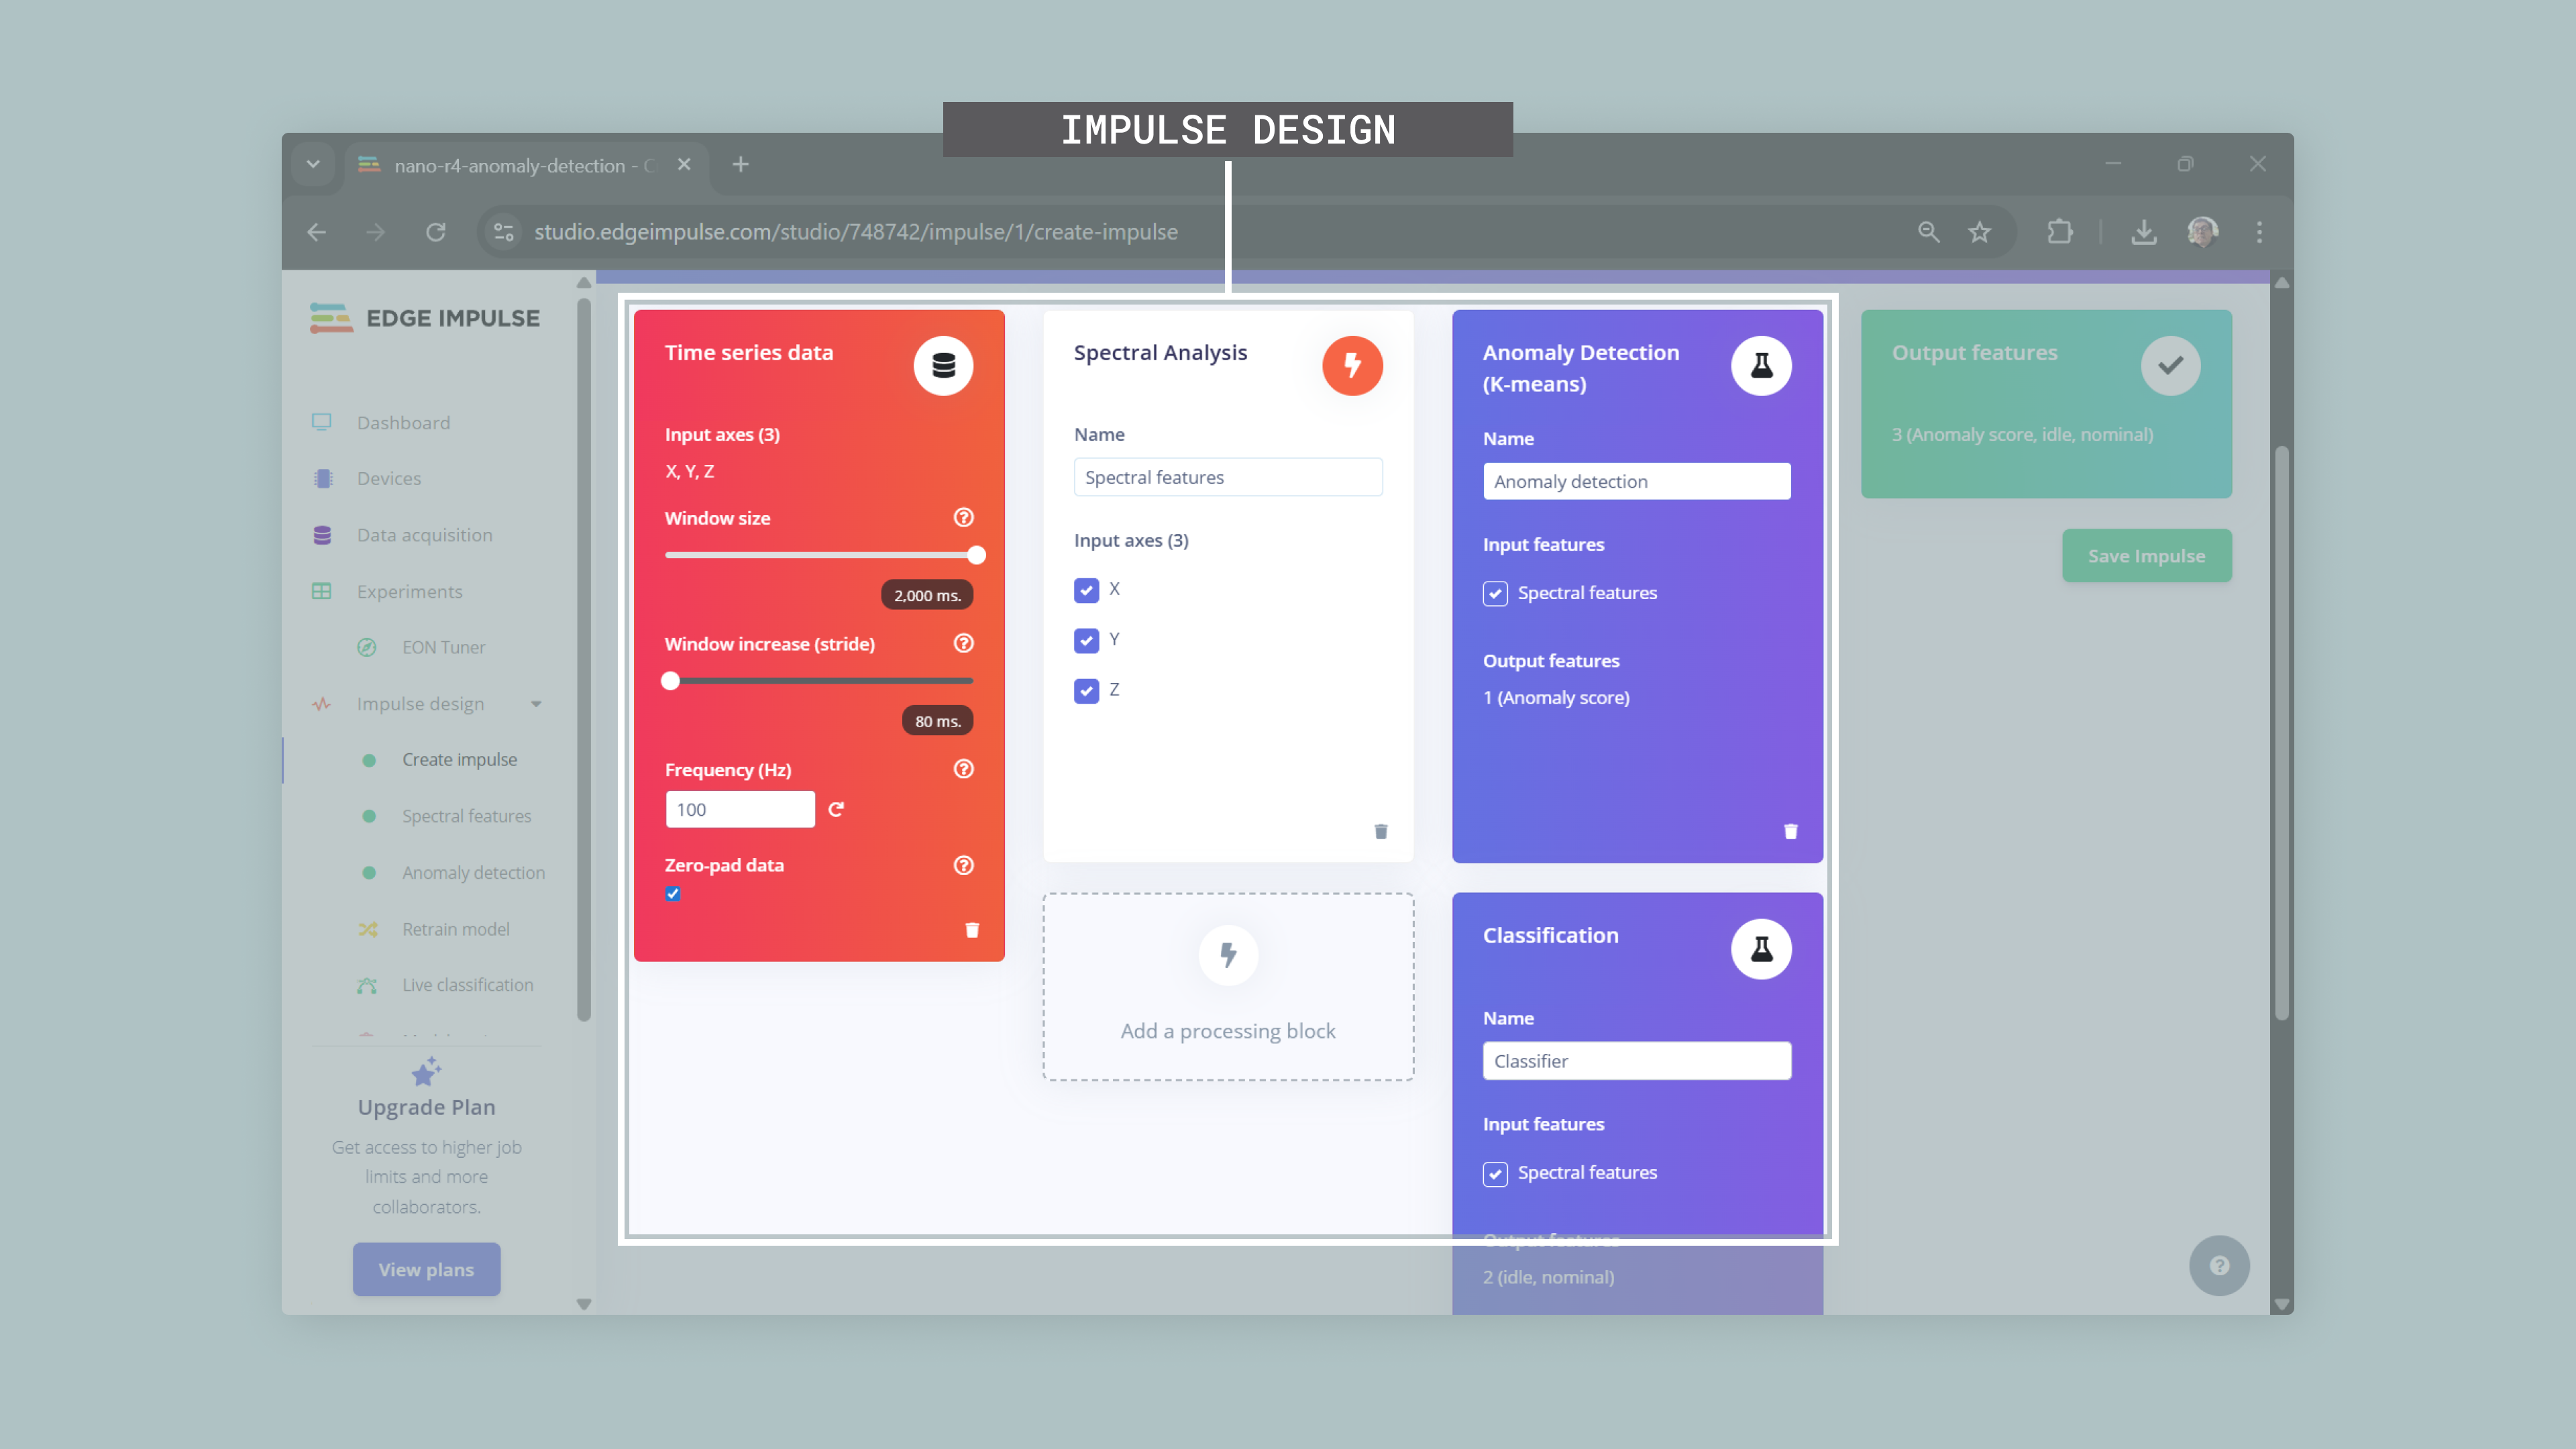 IMPULSE DESIGN
nano-r4-anomaly-detection - C
studio.edgeimpulse.com/studio/748742/impulse/1/create-impulse
EDGE IMPULSE
Dashboard
Devices
Data acquisition
Experiments
EON Tuner
Impulse design
Create impulse
Spectral features
Anomaly detection
Retrain model
Live classification
Upgrade Plan
Get access to higher job
limits and more
collaborators.
View plans
Time series data
Input axes (3)
X, Y, Z
Window size
2,000 ms.
Window increase (stride)
80 ms.
Frequency (Hz)
100
Zero-pad data
Spectral Analysis
Name
Spectral features
Input axes (3)
X
Y
Z
Add a processing block
Anomaly Detection
(K-means)
Name
Anomaly detection
Input features
Spectral features
Output features
1 (Anomaly score)
Classification
Name
Classifier
Input features
Spectral features
Output features
2 (idle, nominal)
Output features
3 (Anomaly score, idle, nominal)
Save Impulse